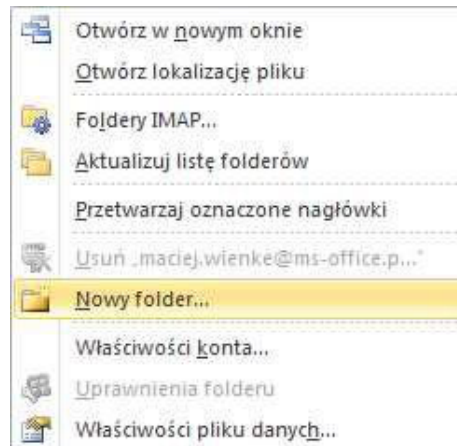 Otwórz w nowym oknie
Otwórz lokalizację pliku
Foldery IMAP...
Aktualizuj listę folderów
Przetwarzaj oznaczone nagłówki
Usuń „maciej.wienke@ms-office.p...”
Nowy folder...
Właściwości konta...
Uprawnienia folderu
Właściwości pliku danych...